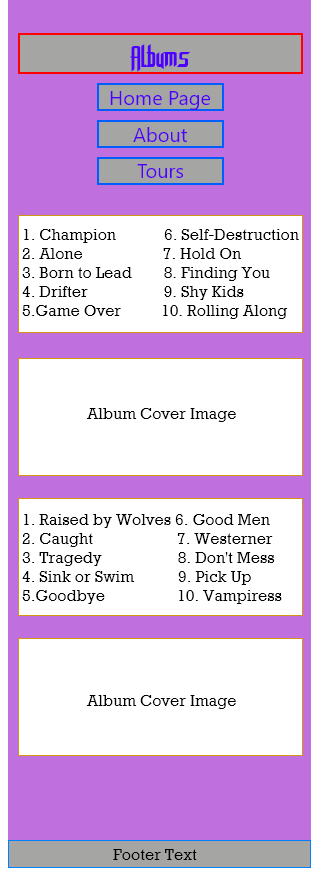 Albums
Home Page
About
Tours
1. Champion 6. Self-Destruction
2. Alone 7. Hold On
3. Born to Lead 8. Finding You
4. Drifter 9. Shy Kids
5.Game Over 10. Rolling Along
Album Cover Image
1. Raised by Wolves 6. Good Men
2. Caught 7. Westerner
3. Tragedy 8. Don't Mess
4. Sink or Swim 9. Pick Up
5.Goodbye 10. Vampiress
Album Cover Image
Footer Text